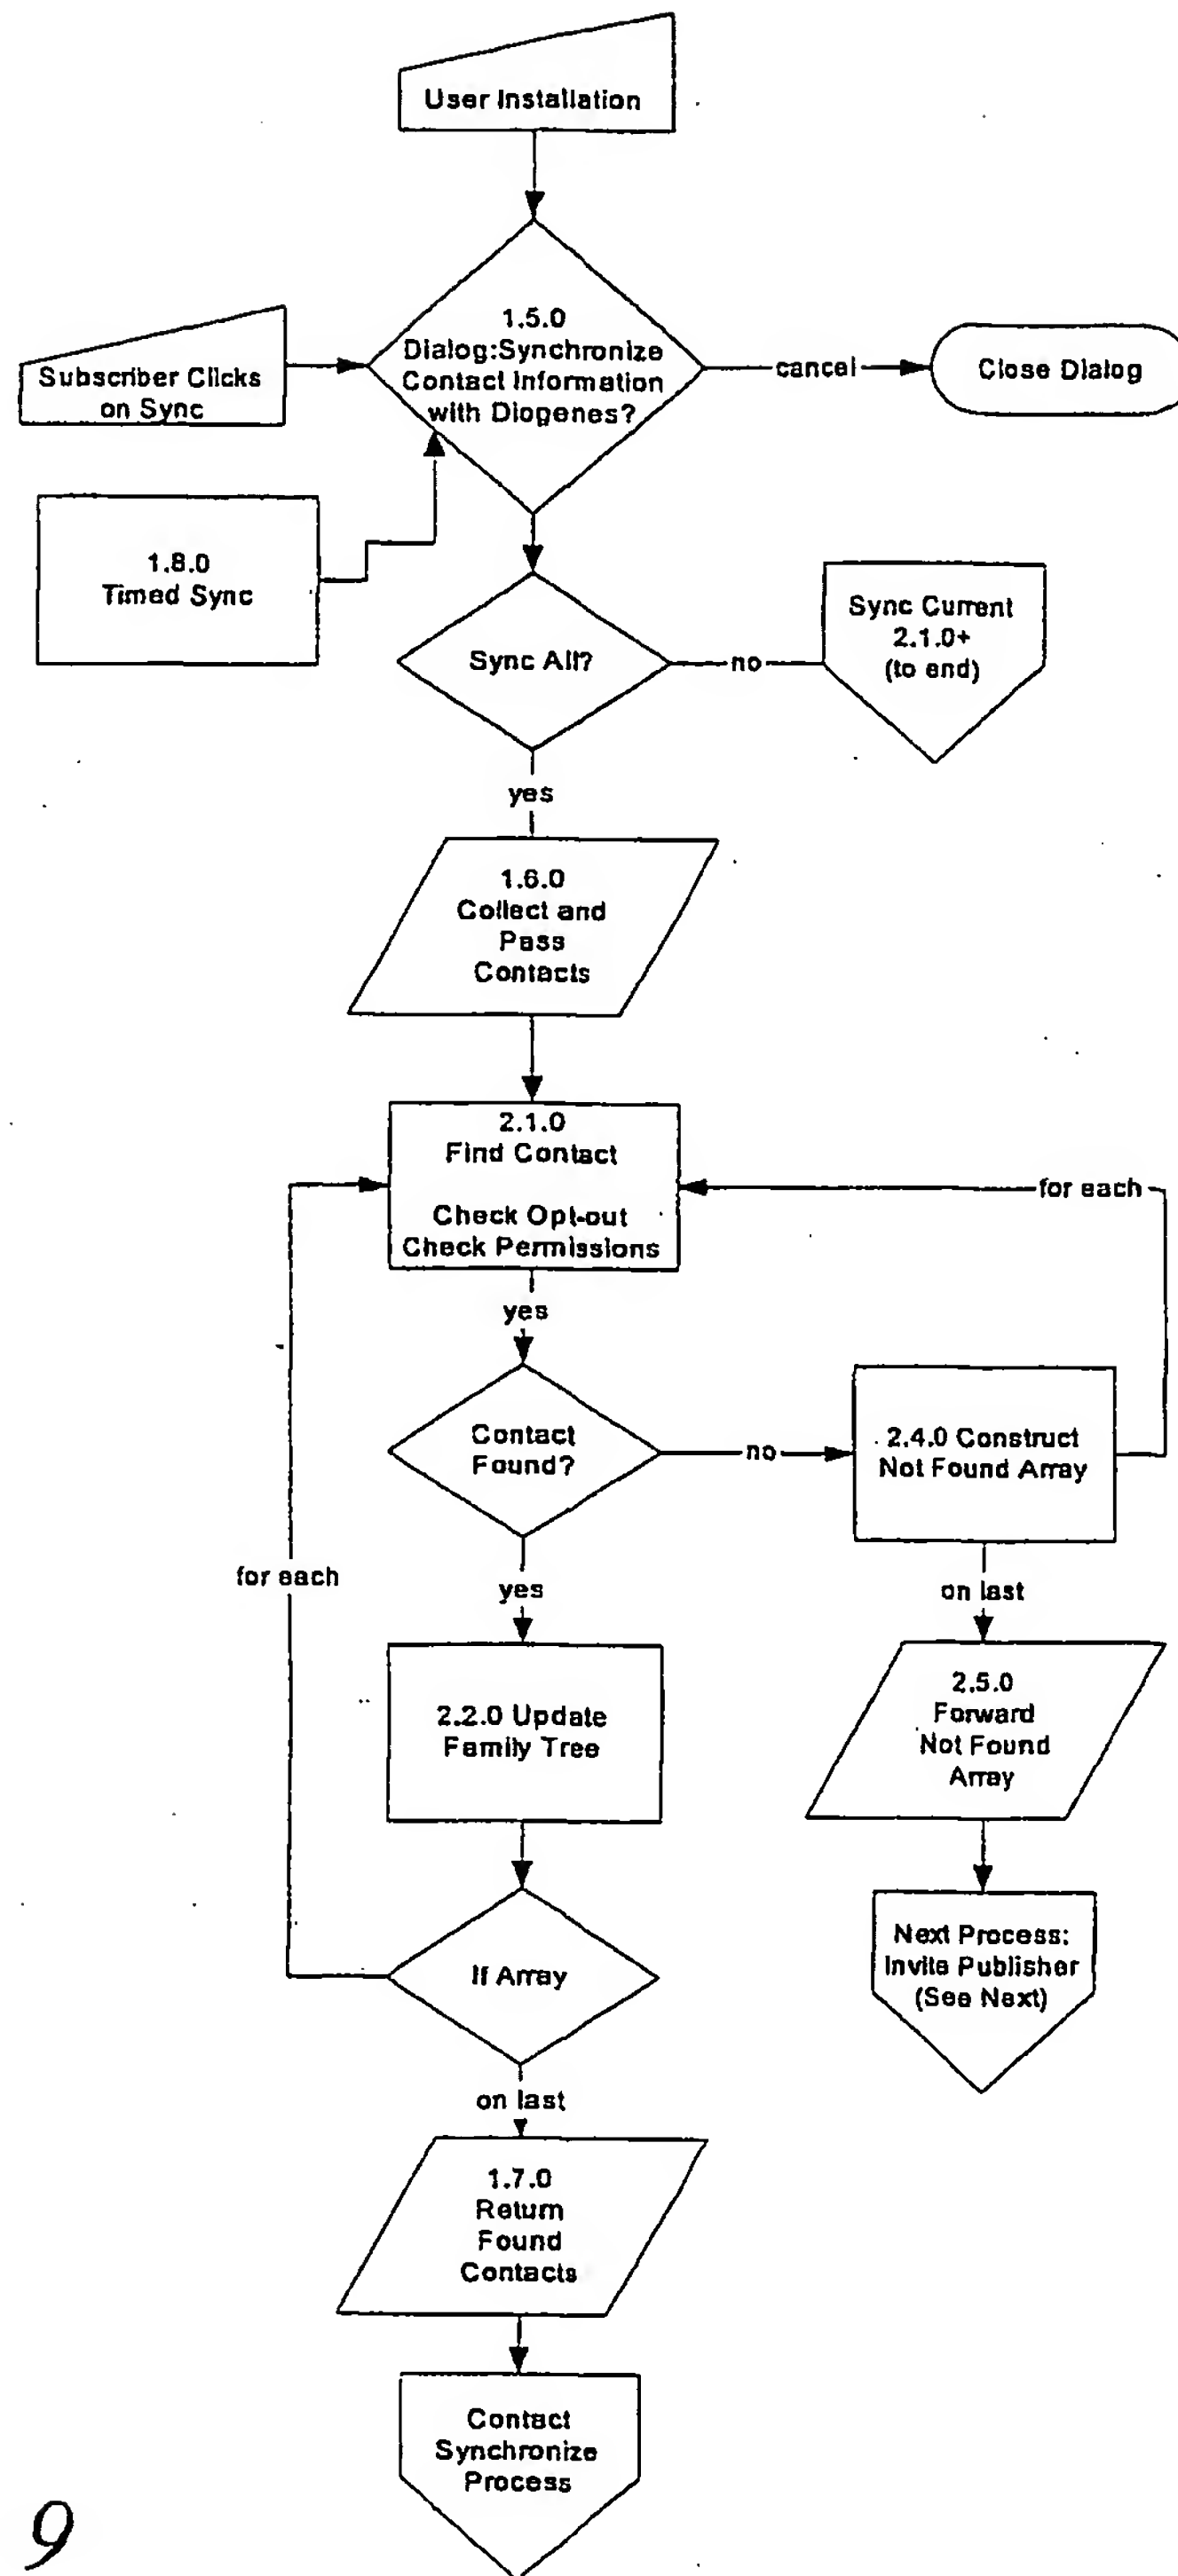 User Installation
1.5.0
Dialog:Synchronize
Contact Information
with Diogenes?
Subscriber Clicks
on Sync
cancel
Close Dialog
1.8.0
Timed Sync
Sync All?
no
Sync Current
2.1.0+
(to end)
yes
1.6.0
Collect and
Pass
Contacts
2.1.0
Find Contact
Check Opt-out
Check Permissions
for each
yes
Contact
Found?
no
2.4.0 Construct
Not Found Array
for each
yes
on last
2.2.0 Update
Family Tree
2.5.0
Forward
Not Found
Array
If Array
Next Process:
Invite Publisher
(See Next)
on last
1.7.0
Return
Found
Contacts
Contact
Synchronize
Process
9